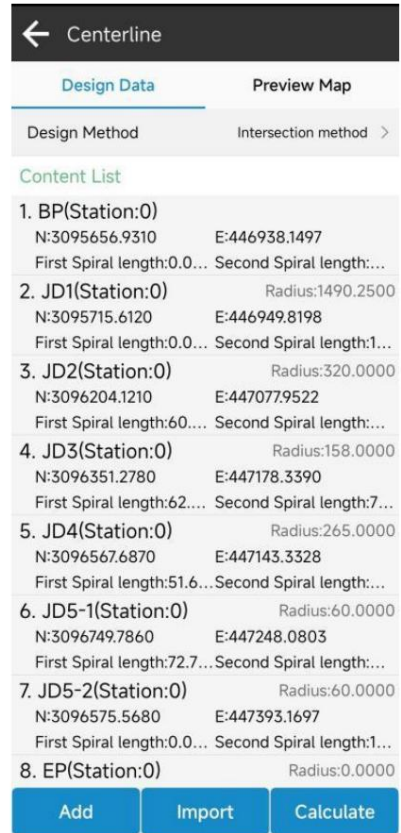 Centerline
Design Data Preview Map
Design Method Intersection method >
Content List
1. BP(Station:0)
N:3095656.9310 E:446938.1497
First Spiral length:0.0... Second Spiral length:...
2. JD1(Station:0) Radius:1490.2500
N:3095715.6120 E:446949.8198
First Spiral length:0.0... Second Spiral length:1...
3. JD2(Station:0) Radius:320.0000
N:3096204.1210 E:447077.9522
First Spiral length:60.... Second Spiral length:...
4. JD3(Station:0) Radius:158.0000
N:3096351.2780 E:447178.3390
First Spiral length:62.... Second Spiral length:7...
5. JD4(Station:0) Radius:265.0000
N:3096567.6870 E:447143.3328
First Spiral length:51.6... Second Spiral length:...
6. JD5-1(Station:0) Radius:60.0000
N:3096749.7860 E:447248.0803
First Spiral length:72.7... Second Spiral length:...
7. JD5-2(Station:0) Radius:60.0000
N:3096575.5680 E:447393.1697
First Spiral length:0.0... Second Spiral length:1...
8. EP(Station:0) Radius:0.0000
Add Import Calculate